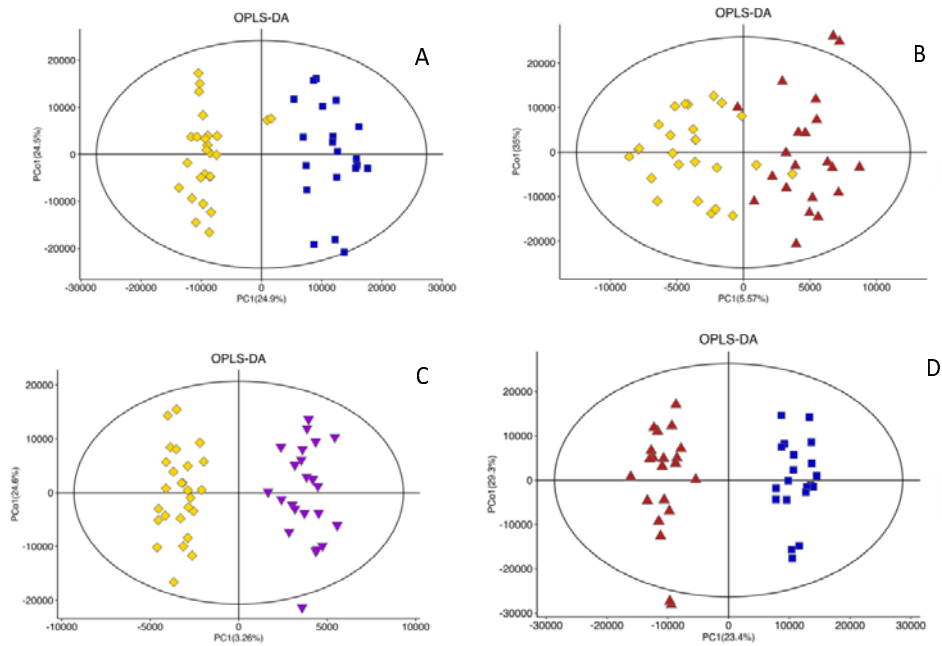 OPLS-DA
A
20000
10000
0
-10000
-20000
PCo1(24.5%)
-30000 -20000 -10000 0 10000 20000 30000
PC1(24.9%)
OPLS-DA
B
20000
10000
0
-10000
-20000
PCo1(35%)
-10000 -5000 0 5000 10000
PC1(5.57%)
OPLS-DA
C
20000
10000
0
-10000
-20000
PCo1(24.6%)
-10000 -5000 0 5000 10000
PC1(3.26%)
OPLS-DA
D
20000
10000
0
-10000
-20000
-30000
PCo1(29.3%)
-30000 -20000 -10000 0 10000 20000 30000
PC1(23.4%)